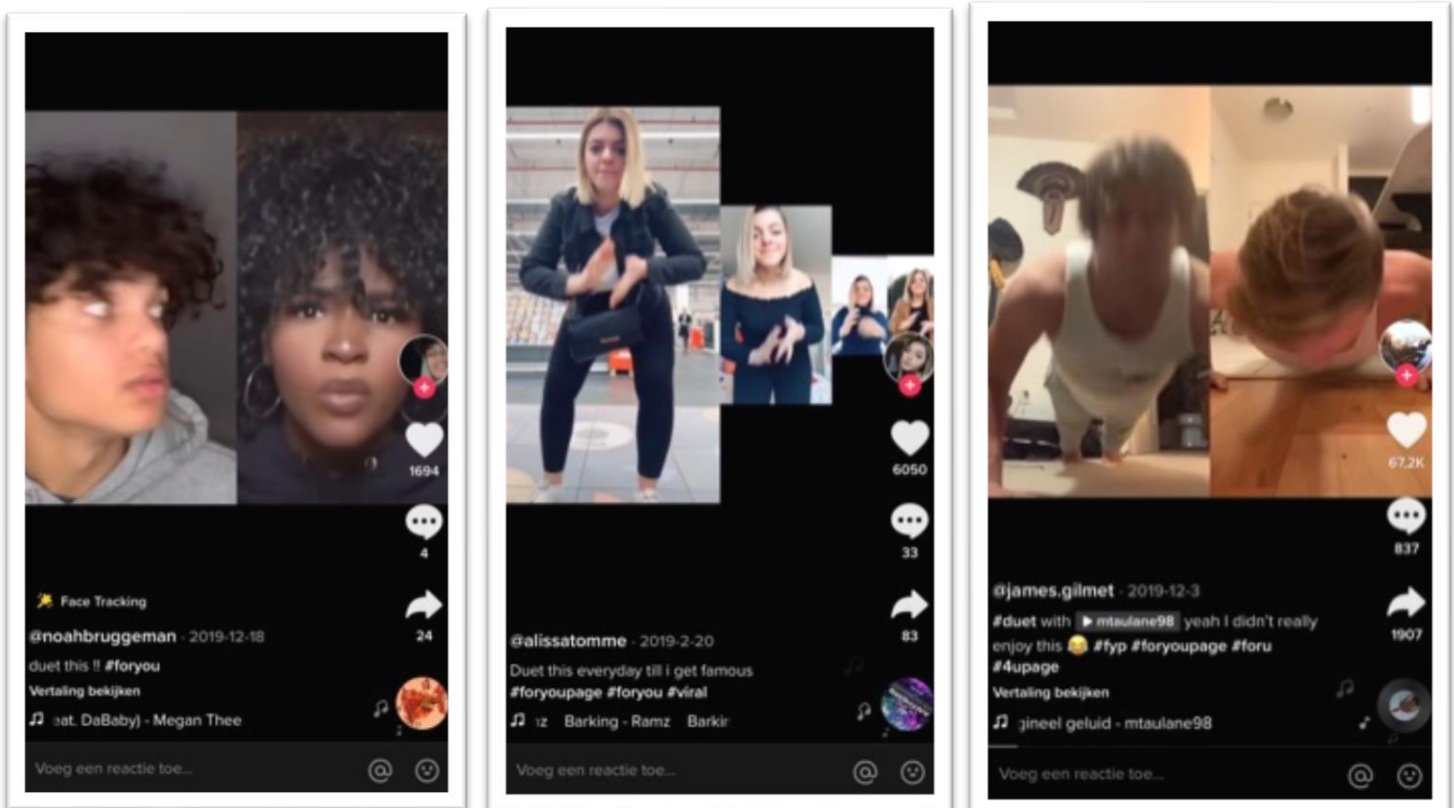 1694
4
Face Tracking
24
@noahbruggeman · 2019-12-18
duet this !! #foryou
Vertaling bekijken
eat. DaBaby) - Megan Thee
Voeg een reactie toe...
6050
33
83
@alissatomme · 2019-2-20
Duet this everyday till i get famous
#foryoupage #foryou #viral
ız Barking - Ramz Barkir
Voeg een reactie toe...
67,2K
837
@james.gilmet · 2019-12-3
#duet with mtaulane98 yeah I didn't really
1907
enjoy this 😂 #fyp #foryoupage #foru
#4upage
Vertaling bekijken
gineel geluid - mtaulane98
Voeg een reactie toe...